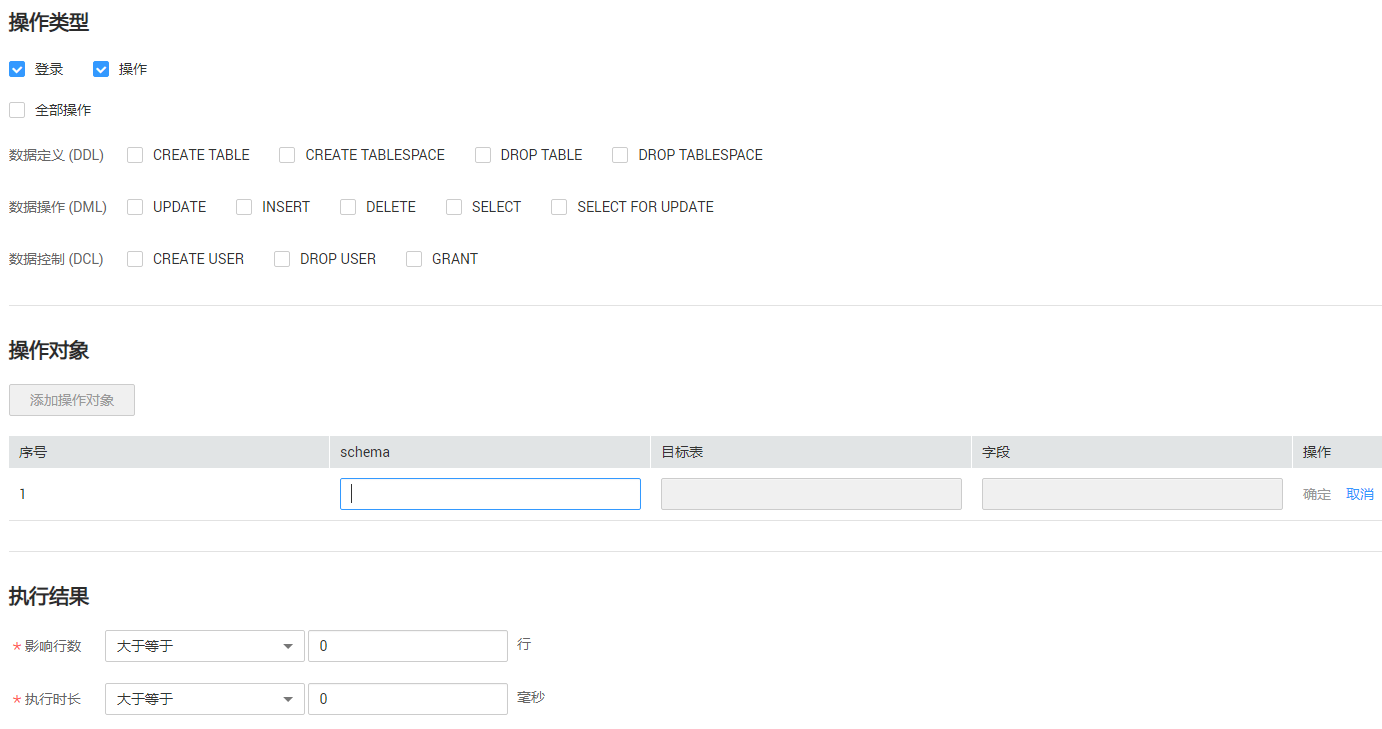 操作类型
登录 操作
全部操作
数据定义 (DDL) CREATE TABLE CREATE TABLESPACE DROP TABLE DROP TABLESPACE
数据操作 (DML) UPDATE INSERT DELETE SELECT SELECT FOR UPDATE
数据控制 (DCL) CREATE USER DROP USER GRANT
操作对象
添加操作对象
序号 schema 目标表 字段 操作
1 确定 取消
执行结果
* 影响行数 大于等于 0 行
* 执行时长 大于等于 0 毫秒